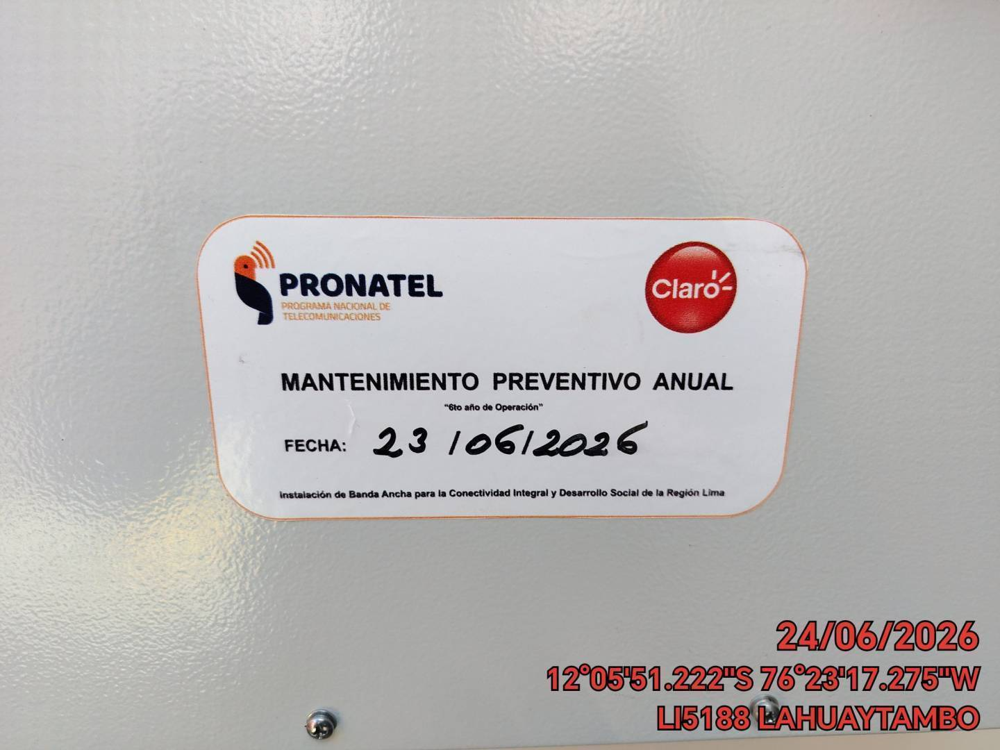 PRONATEL
PROGRAMA NACIONAL DE
TELECOMUNICACIONES
Claro
MANTENIMIENTO PREVENTIVO ANUAL
"6to año de Operación"
FECHA: 23/06/2026
Instalación de Banda Ancha para la Conectividad Integral y Desarrollo Social de la Región Lima
24/06/2026
12°05'51.222"S 76°23'17.275"W
LI5188 LAHUAYTAMBO